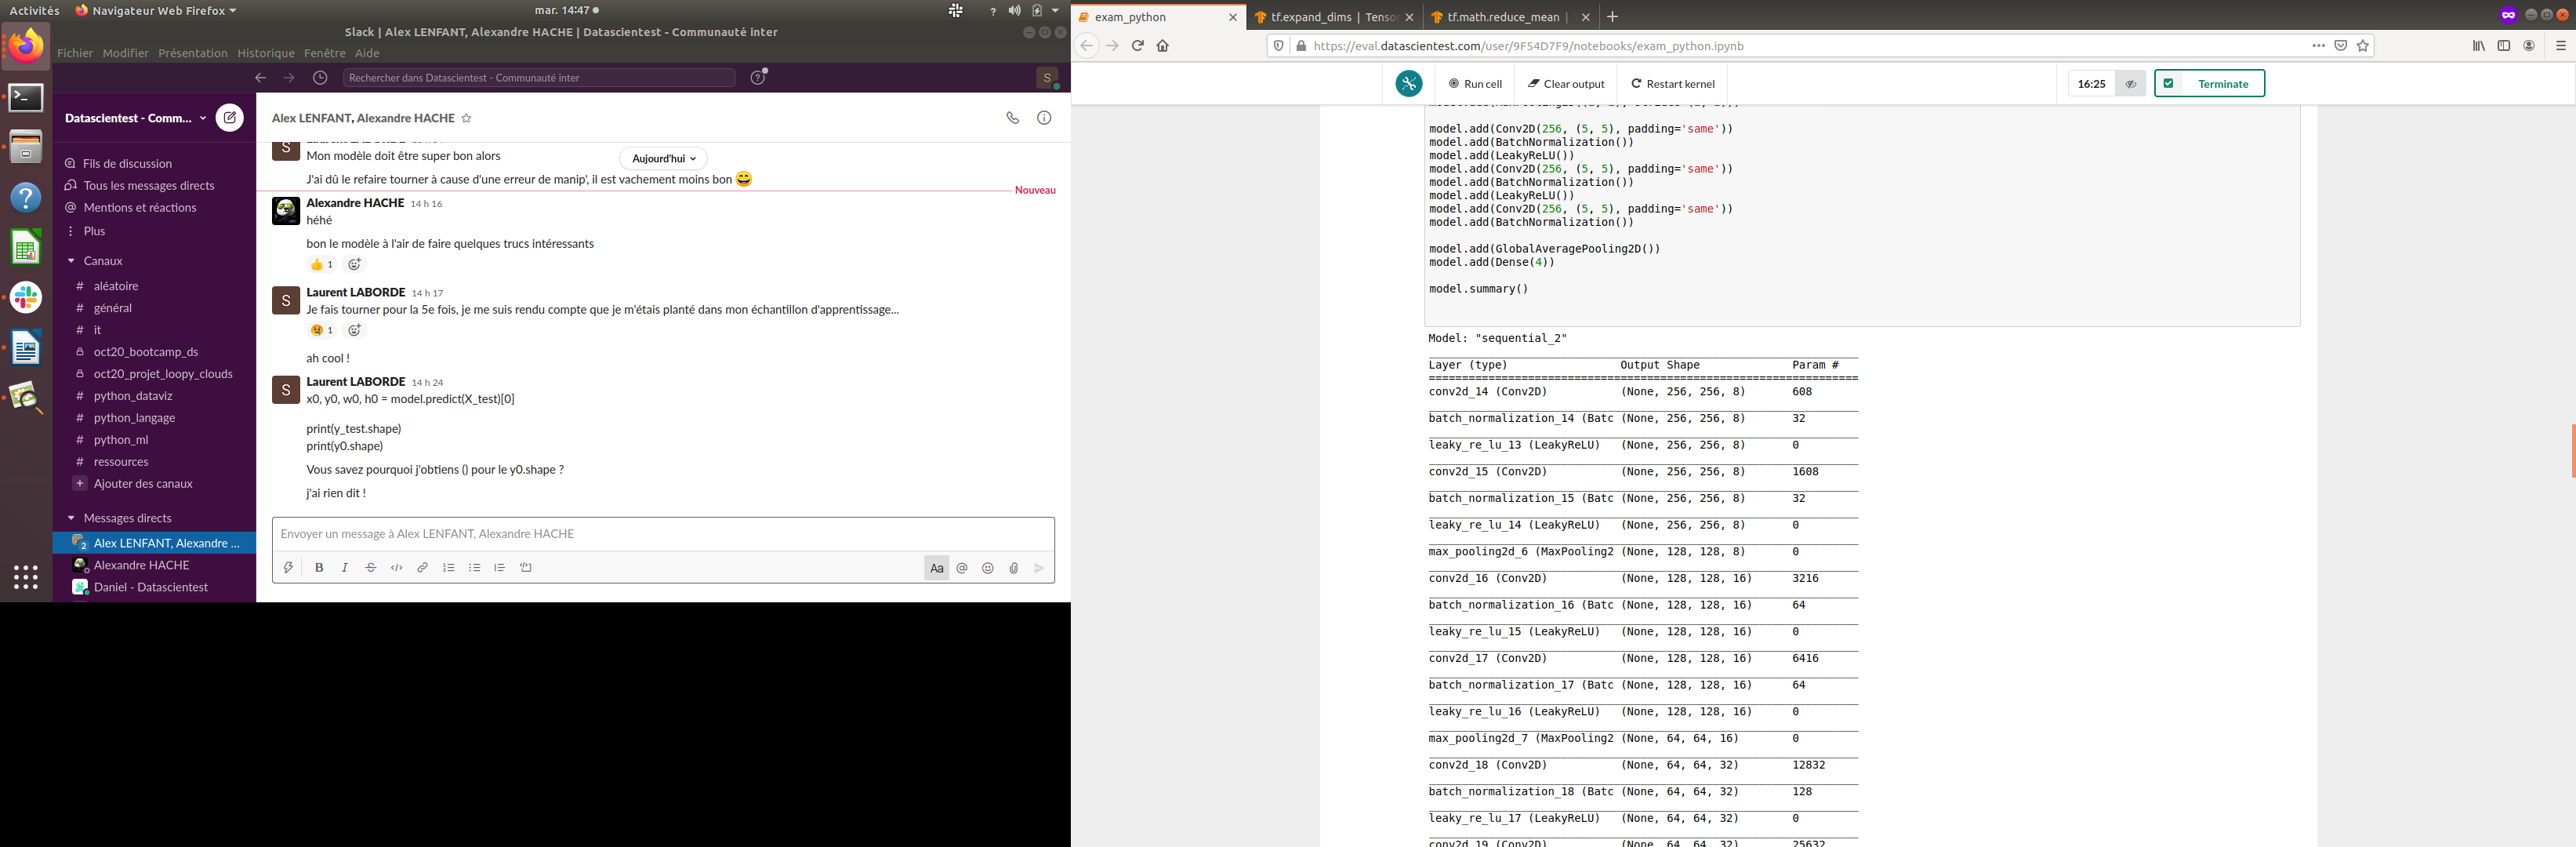 Activités
Navigateur Web Firefox
mar. 14:47
Slack | Alex LENFANT, Alexandre HACHE | Datascientest - Communauté inter
Fichier Modifier Présentation Historique Fenêtre Aide
Rechercher dans Datascientest - Communauté inter
S
Datascientest - Comm...
Fils de discussion
Tous les messages directs
Mentions et réactions
Plus
Canaux
# aléatoire
# général
# it
oct20_bootcamp_ds
oct20_projet_loopy_clouds
# python_dataviz
# python_langage
# python_ml
# ressources
+ Ajouter des canaux
Messages directs
2 Alex LENFANT, Alexandre ...
Alexandre HACHE
Daniel - Datascientest
Alex LENFANT, Alexandre HACHE
Aujourd'hui
S
Mon modèle doit être super bon alors
J'ai dû le refaire tourner à cause d'une erreur de manip', il est vachement moins bon
Nouveau
Alexandre HACHE 14 h 16
héhé
bon le modèle à l'air de faire quelques trucs intéressants
1
S
Laurent LABORDE 14 h 17
Je fais tourner pour la 5e fois, je me suis rendu compte que je m'étais planté dans mon échantillon d'apprentissage...
1
ah cool !
S
Laurent LABORDE 14 h 24
x0, y0, w0, h0 = model.predict(X_test)[0]
print(y_test.shape)
print(y0.shape)
Vous savez pourquoi j'obtiens () pour le y0.shape ?
j'ai rien dit !
Envoyer un message à Alex LENFANT, Alexandre HACHE
B I S </> Aa @
exam_python
tf.expand_dims | Tensor
tf.math.reduce_mean |
https://eval.datascientest.com/user/9F54D7F9/notebooks/exam_python.ipynb
Run cell
Clear output
Restart kernel
16:25
Terminate
model.add(Conv2D(256, (5, 5), padding='same'))
model.add(BatchNormalization())
model.add(LeakyReLU())
model.add(Conv2D(256, (5, 5), padding='same'))
model.add(BatchNormalization())
model.add(LeakyReLU())
model.add(Conv2D(256, (5, 5), padding='same'))
model.add(BatchNormalization())
model.add(GlobalAveragePooling2D())
model.add(Dense(4))
model.summary()
Model: "sequential_2"
Layer (type) Output Shape Param #
conv2d_14 (Conv2D) (None, 256, 256, 8) 608
batch_normalization_14 (Batc (None, 256, 256, 8) 32
leaky_re_lu_13 (LeakyReLU) (None, 256, 256, 8) 0
conv2d_15 (Conv2D) (None, 256, 256, 8) 1608
batch_normalization_15 (Batc (None, 256, 256, 8) 32
leaky_re_lu_14 (LeakyReLU) (None, 256, 256, 8) 0
max_pooling2d_6 (MaxPooling2 (None, 128, 128, 8) 0
conv2d_16 (Conv2D) (None, 128, 128, 16) 3216
batch_normalization_16 (Batc (None, 128, 128, 16) 64
leaky_re_lu_15 (LeakyReLU) (None, 128, 128, 16) 0
conv2d_17 (Conv2D) (None, 128, 128, 16) 6416
batch_normalization_17 (Batc (None, 128, 128, 16) 64
leaky_re_lu_16 (LeakyReLU) (None, 128, 128, 16) 0
max_pooling2d_7 (MaxPooling2 (None, 64, 64, 16) 0
conv2d_18 (Conv2D) (None, 64, 64, 32) 12832
batch_normalization_18 (Batc (None, 64, 64, 32) 128
leaky_re_lu_17 (LeakyReLU) (None, 64, 64, 32) 0
conv2d_19 (Conv2D) (None, 64, 64, 32) 25632